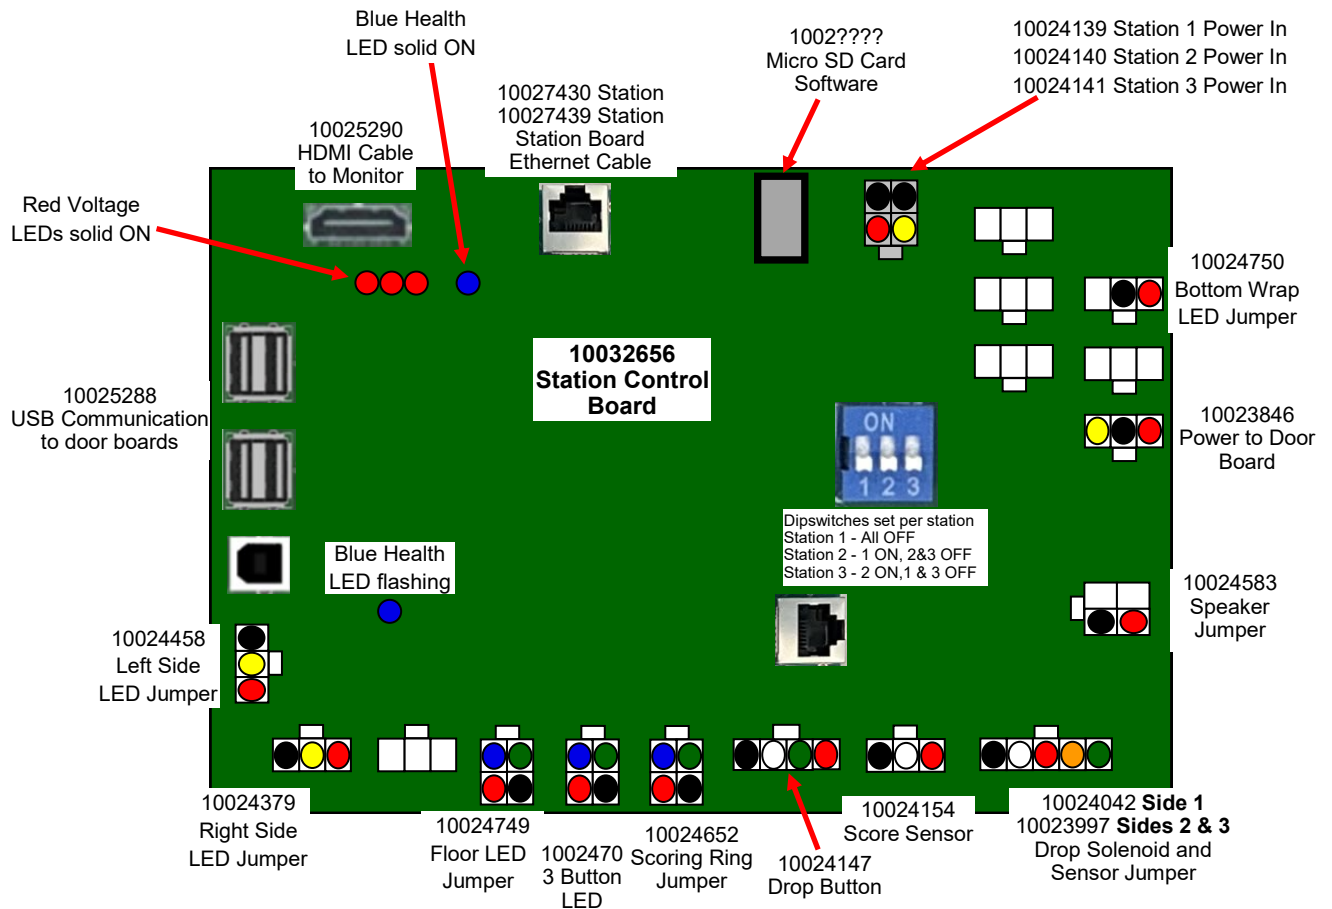 Blue Health
LED solid ON
1002????
Micro SD Card
Software
10024139 Station 1 Power In
10024140 Station 2 Power In
10024141 Station 3 Power In
10027430 Station
10027439 Station
Station Board
Ethernet Cable
10025290
HDMI Cable
to Monitor
Red Voltage
LEDs solid ON
10024750
Bottom Wrap
LED Jumper
10032656
Station Control
Board
10025288
USB Communication
to door boards
10023846
Power to Door
Board
ON
1 2 3
Dipswitches set per station
Station 1 - All OFF
Station 2 - 1 ON, 2&3 OFF
Station 3 - 2 ON,1 & 3 OFF
Blue Health
LED flashing
10024583
Speaker
Jumper
10024458
Left Side
LED Jumper
10024379
Right Side
LED Jumper
10024749
Floor LED
Jumper
1002470
3 Button
LED
10024652
Scoring Ring
Jumper
10024147
Drop Button
10024154
Score Sensor
10024042 Side 1
10023997 Sides 2 & 3
Drop Solenoid and
Sensor Jumper